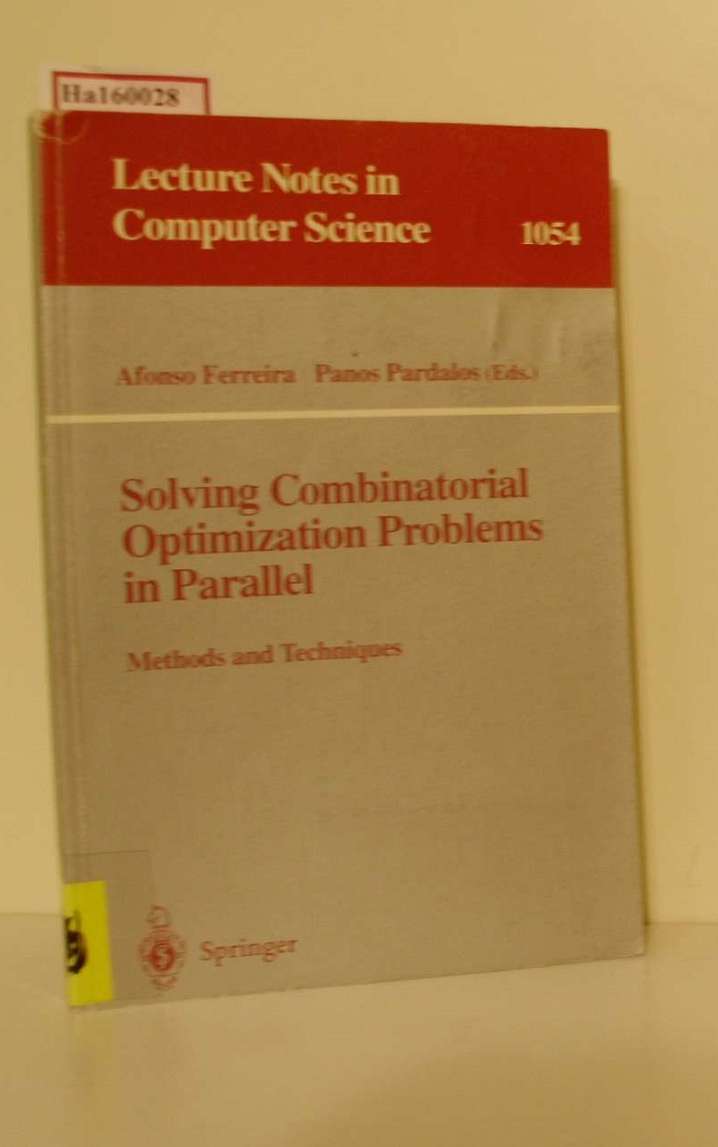 Ha160028
Lecture Notes in
Computer Science 1054
Afonso Ferreira Panos Pardalos (Eds.)
Solving Combinatorial
Optimization Problems
in Parallel
Methods and Techniques
Springer